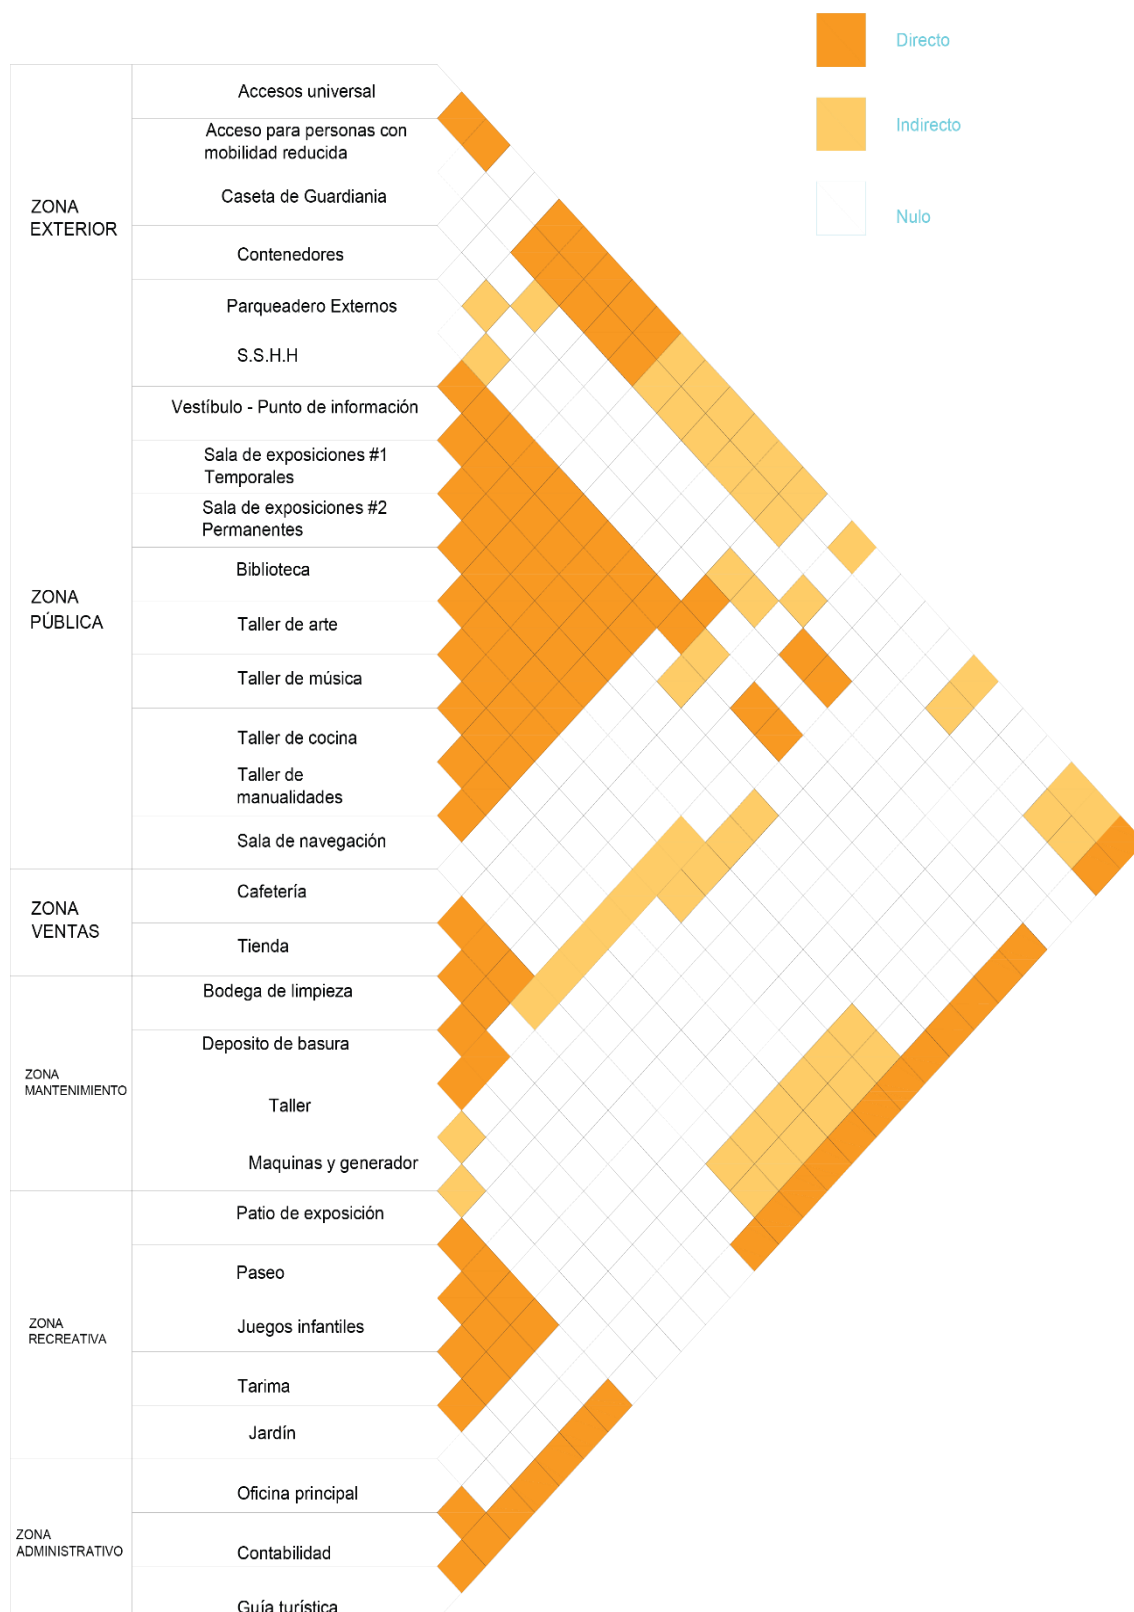 Directo
Indirecto
Nulo
ZONA
EXTERIOR
Accesos universal
Acceso para personas con
mobilidad reducida
Caseta de Guardiania
Contenedores
Parqueadero Externos
S.S.H.H
ZONA
PÚBLICA
Vestíbulo - Punto de información
Sala de exposiciones #1
Temporales
Sala de exposiciones #2
Permanentes
Biblioteca
Taller de arte
Taller de música
Taller de cocina
Taller de
manualidades
Sala de navegación
ZONA
VENTAS
Cafetería
Tienda
ZONA
MANTENIMIENTO
Bodega de limpieza
Deposito de basura
Taller
Maquinas y generador
ZONA
RECREATIVA
Patio de exposición
Paseo
Juegos infantiles
Tarima
Jardín
ZONA
ADMINISTRATIVO
Oficina principal
Contabilidad
Guía turística